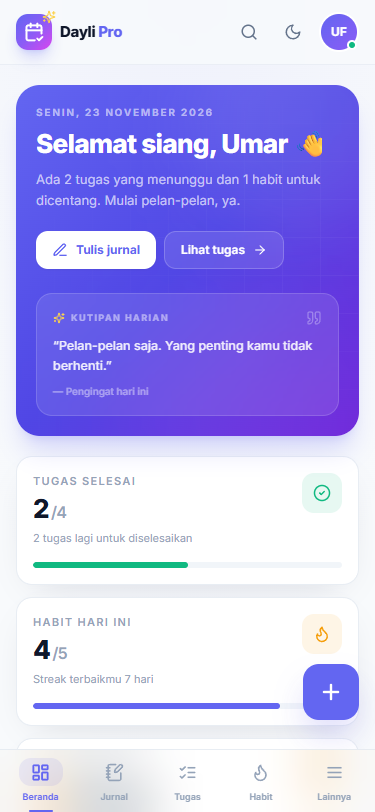 Dayli Pro
UF
SENIN, 23 NOVEMBER 2026
Selamat siang, Umar 👋
Ada 2 tugas yang menunggu dan 1 habit untuk
dicentang. Mulai pelan-pelan, ya.
Tulis jurnal
Lihat tugas →
KUTIPAN HARIAN
“Pelan-pelan saja. Yang penting kamu tidak
berhenti.”
— Pengingat hari ini
TUGAS SELESAI
2/4
2 tugas lagi untuk diselesaikan
HABIT HARI INI
4/5
Streak terbaikmu 7 hari
Beranda
Jurnal
Tugas
Habit
Lainnya